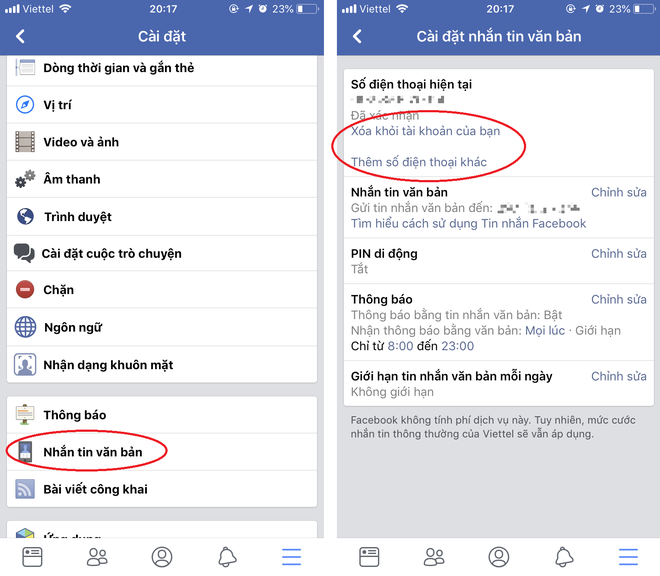 Viettel
20:17
23%
Cài đặt
Dòng thời gian và gắn thẻ
Vị trí
Video và ảnh
Âm thanh
Trình duyệt
Cài đặt cuộc trò chuyện
Chặn
Ngôn ngữ
Nhận dạng khuôn mặt
Thông báo
Nhắn tin văn bản
Bài viết công khai
Ứng dụng
Viettel
20:17
23%
Cài đặt nhắn tin văn bản
Số điện thoại hiện tại
Đã xác nhận
Xóa khỏi tài khoản của bạn
Thêm số điện thoại khác
Nhắn tin văn bản Chỉnh sửa
Gửi tin nhắn văn bản đến:
Tìm hiểu cách sử dụng Tin nhắn Facebook
PIN di động Chỉnh sửa
Tắt
Thông báo Chỉnh sửa
Thông báo bằng tin nhắn văn bản: Bật
Nhận thông báo bằng văn bản: Mọi lúc · Giới hạn
Chỉ từ 8:00 đến 23:00
Giới hạn tin nhắn văn bản mỗi ngày Chỉnh sửa
Không giới hạn
Facebook không tính phí dịch vụ này. Tuy nhiên, mức cước
nhắn tin thông thường của Viettel sẽ vẫn áp dụng.